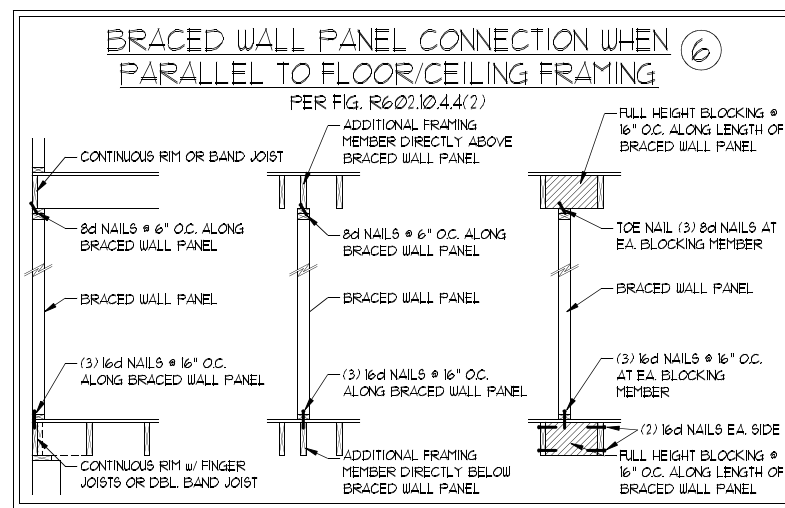 BRACED WALL PANEL CONNECTION WHEN
PARALLEL TO FLOOR/CEILING FRAMING
6
PER FIG. R602.10.4.4(2)
CONTINUOUS RIM OR BAND JOIST
8d NAILS @ 6" O.C. ALONG
BRACED WALL PANEL
BRACED WALL PANEL
(3) 16d NAILS @ 16" O.C.
ALONG BRACED WALL PANEL
CONTINUOUS RIM w/ FINGER
JOISTS OR DBL. BAND JOIST
ADDITIONAL FRAMING
MEMBER DIRECTLY ABOVE
BRACED WALL PANEL
8d NAILS @ 6" O.C. ALONG
BRACED WALL PANEL
BRACED WALL PANEL
(3) 16d NAILS @ 16" O.C.
ALONG BRACED WALL PANEL
ADDITIONAL FRAMING
MEMBER DIRECTLY BELOW
BRACED WALL PANEL
FULL HEIGHT BLOCKING @
16" O.C. ALONG LENGTH OF
BRACED WALL PANEL
TOE NAIL (3) 8d NAILS AT
EA. BLOCKING MEMBER
BRACED WALL PANEL
(3) 16d NAILS @ 16" O.C.
AT EA. BLOCKING
MEMBER
(2) 16d NAILS EA. SIDE
FULL HEIGHT BLOCKING @
16" O.C. ALONG LENGTH OF
BRACED WALL PANEL